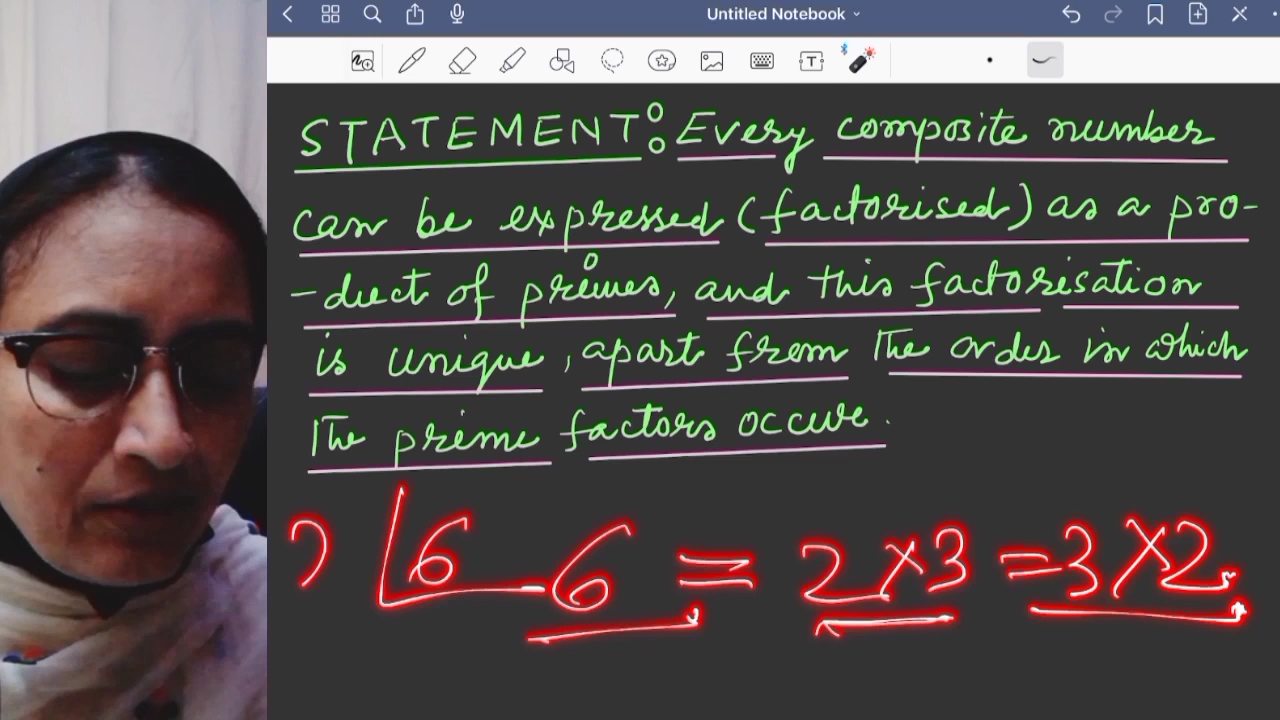 Untitled Notebook
T
STATEMENT: Every composite number
can be expressed (factorised) as a pro-
-duct of primes, and this factorisation
is unique, apart from the order in which
the prime factors occur.
6 6 = 2×3 = 3×2